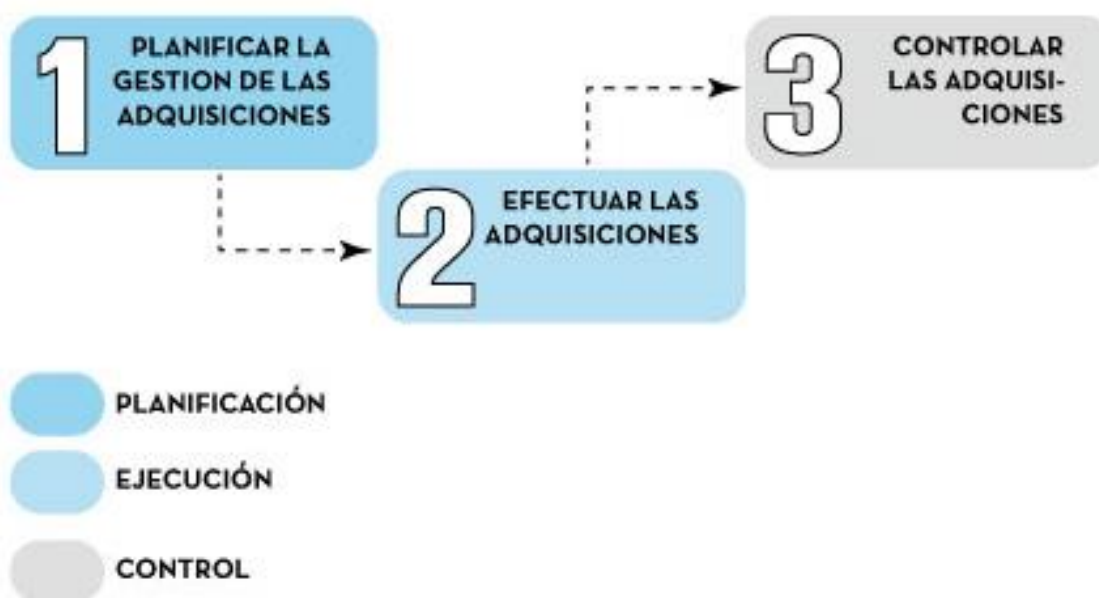 1
PLANIFICAR LA
GESTION DE LAS
ADQUISICIONES
2
EFECTUAR LAS
ADQUISICIONES
3
CONTROLAR
LAS ADQUISI-
CIONES
PLANIFICACIÓN
EJECUCIÓN
CONTROL